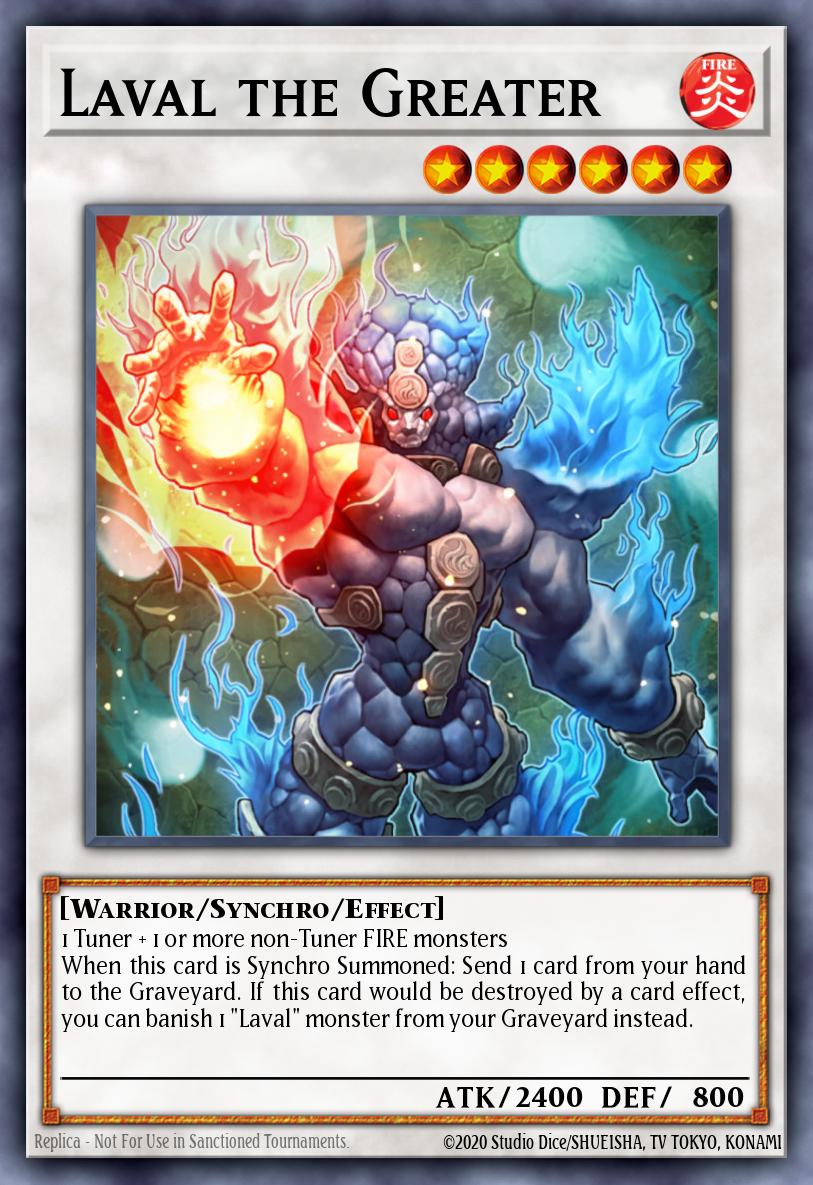 Laval the Greater
FIRE
炎
[Warrior/Synchro/Effect]
1 Tuner + 1 or more non-Tuner FIRE monsters
When this card is Synchro Summoned: Send 1 card from your hand
to the Graveyard. If this card would be destroyed by a card effect,
you can banish 1 "Laval" monster from your Graveyard instead.
ATK/2400 DEF/ 800
Replica - Not For Use in Sanctioned Tournaments.
©2020 Studio Dice/SHUEISHA, TV TOKYO, KONAMI